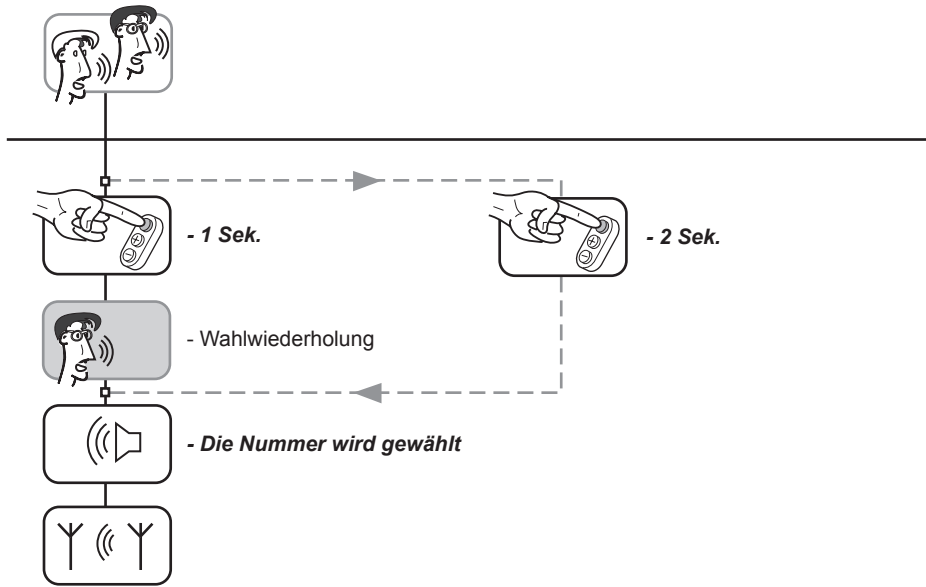 - 1 Sek.
- 2 Sek.
- Wahlwiederholung
- Die Nummer wird gewählt